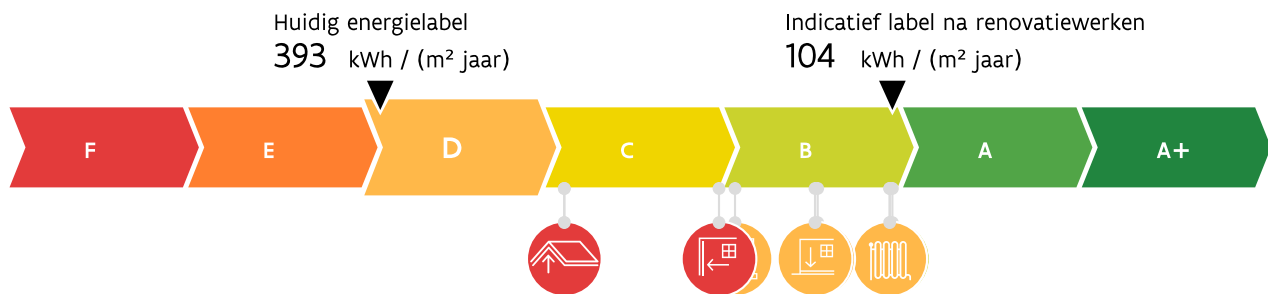 Huidig energielabel
393 kWh / (m² jaar)
Indicatief label na renovatiewerken
104 kWh / (m² jaar)
F E D C B A A+